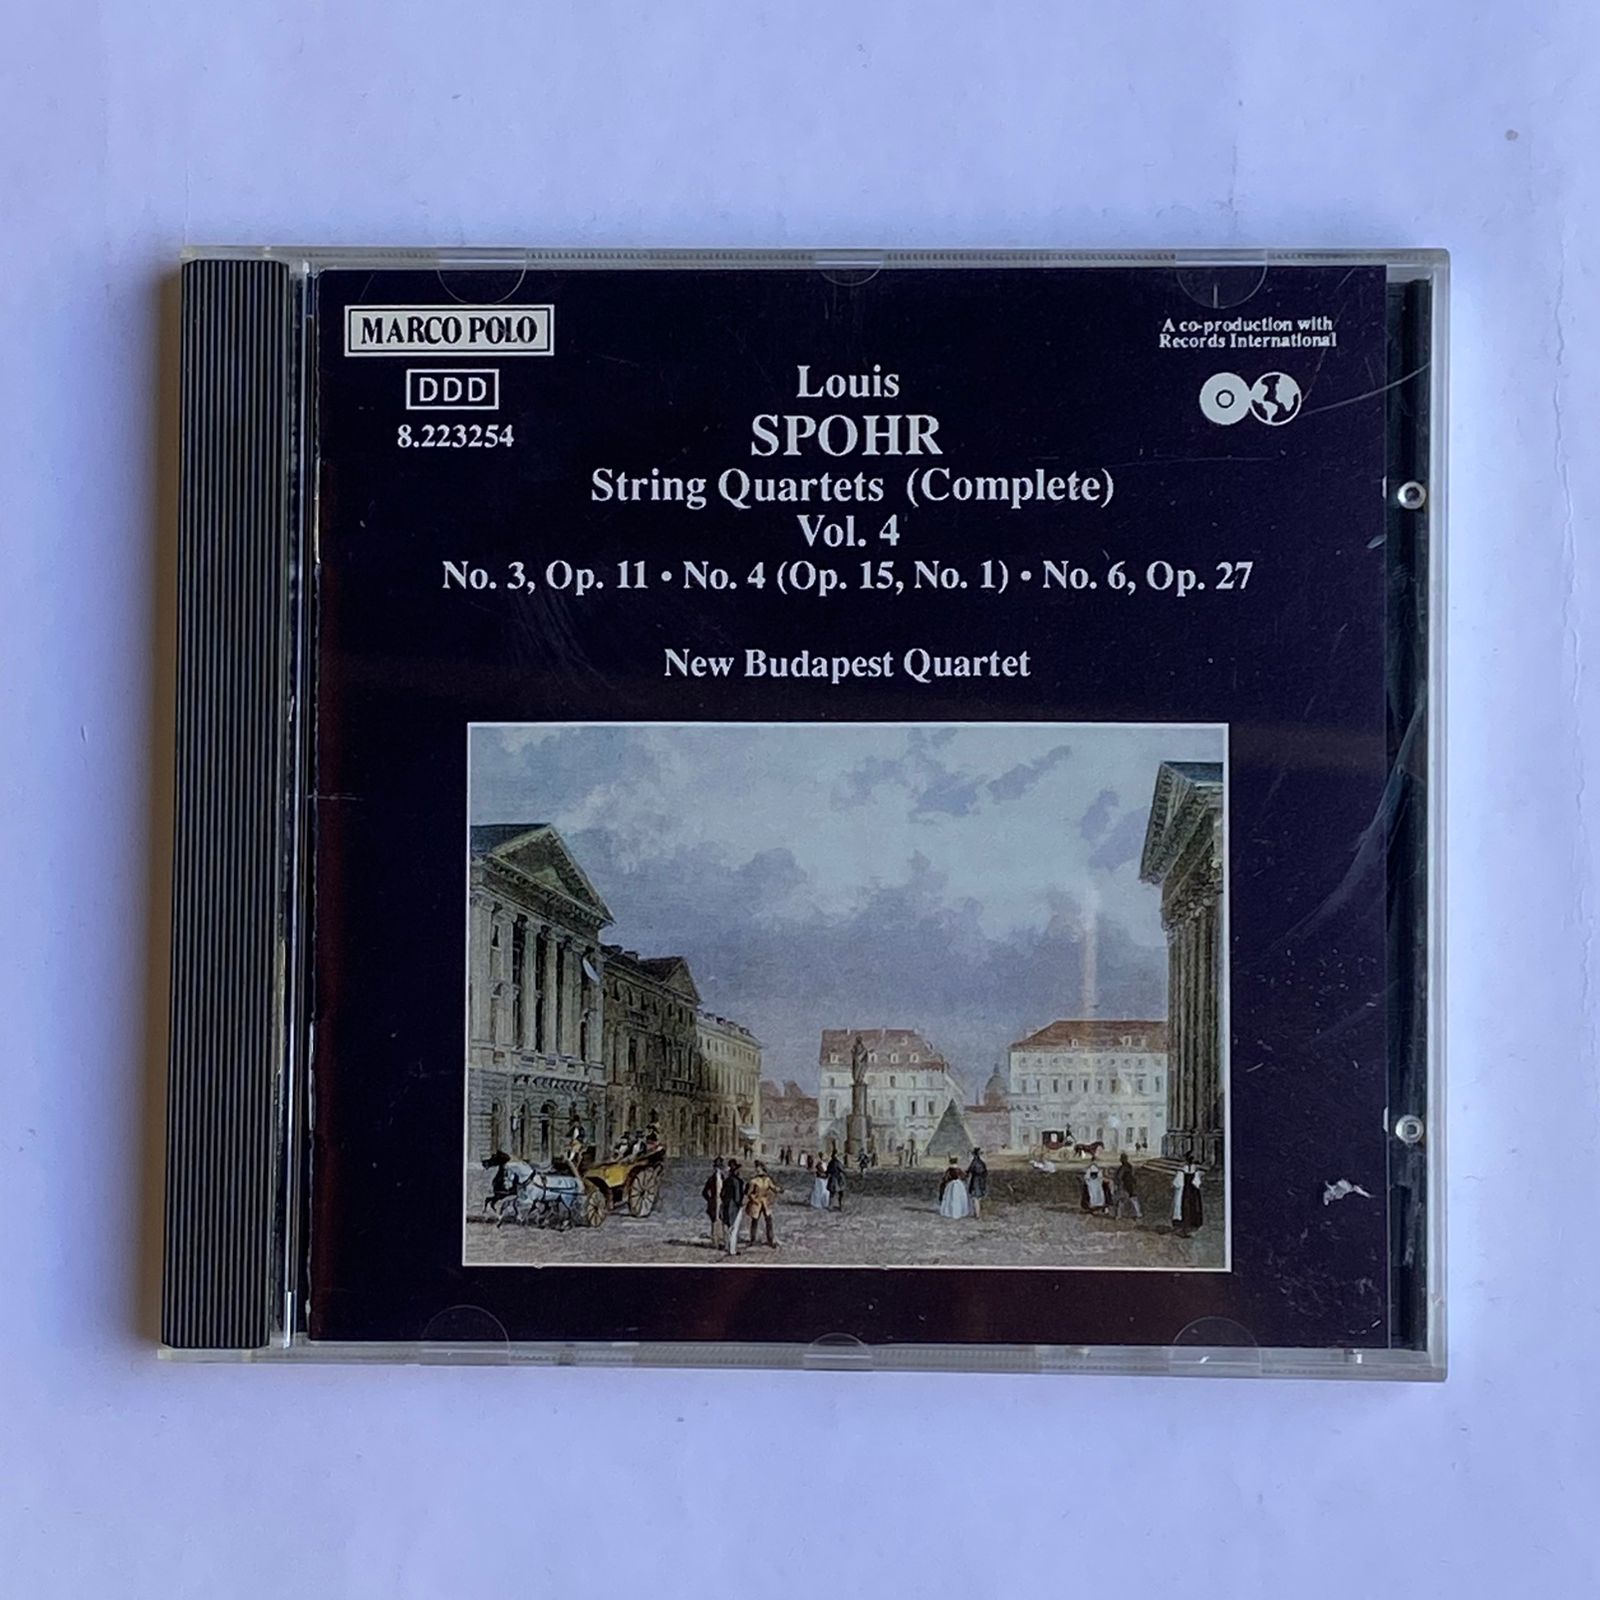 MARCO POLO
DDD
8.223254
A co-production with
Records International
Louis
SPOHR
String Quartets (Complete)
Vol. 4
No. 3, Op. 11 • No. 4 (Op. 15, No. 1) • No. 6, Op. 27
New Budapest Quartet